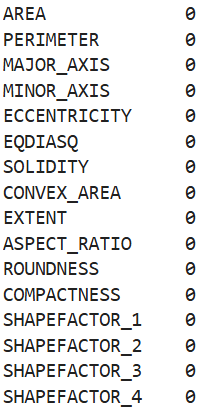 AREA 0
PERIMETER 0
MAJOR_AXIS 0
MINOR_AXIS 0
ECCENTRICITY 0
EQDIASQ 0
SOLIDITY 0
CONVEX_AREA 0
EXTENT 0
ASPECT_RATIO 0
ROUNDNESS 0
COMPACTNESS 0
SHAPEFACTOR_1 0
SHAPEFACTOR_2 0
SHAPEFACTOR_3 0
SHAPEFACTOR_4 0